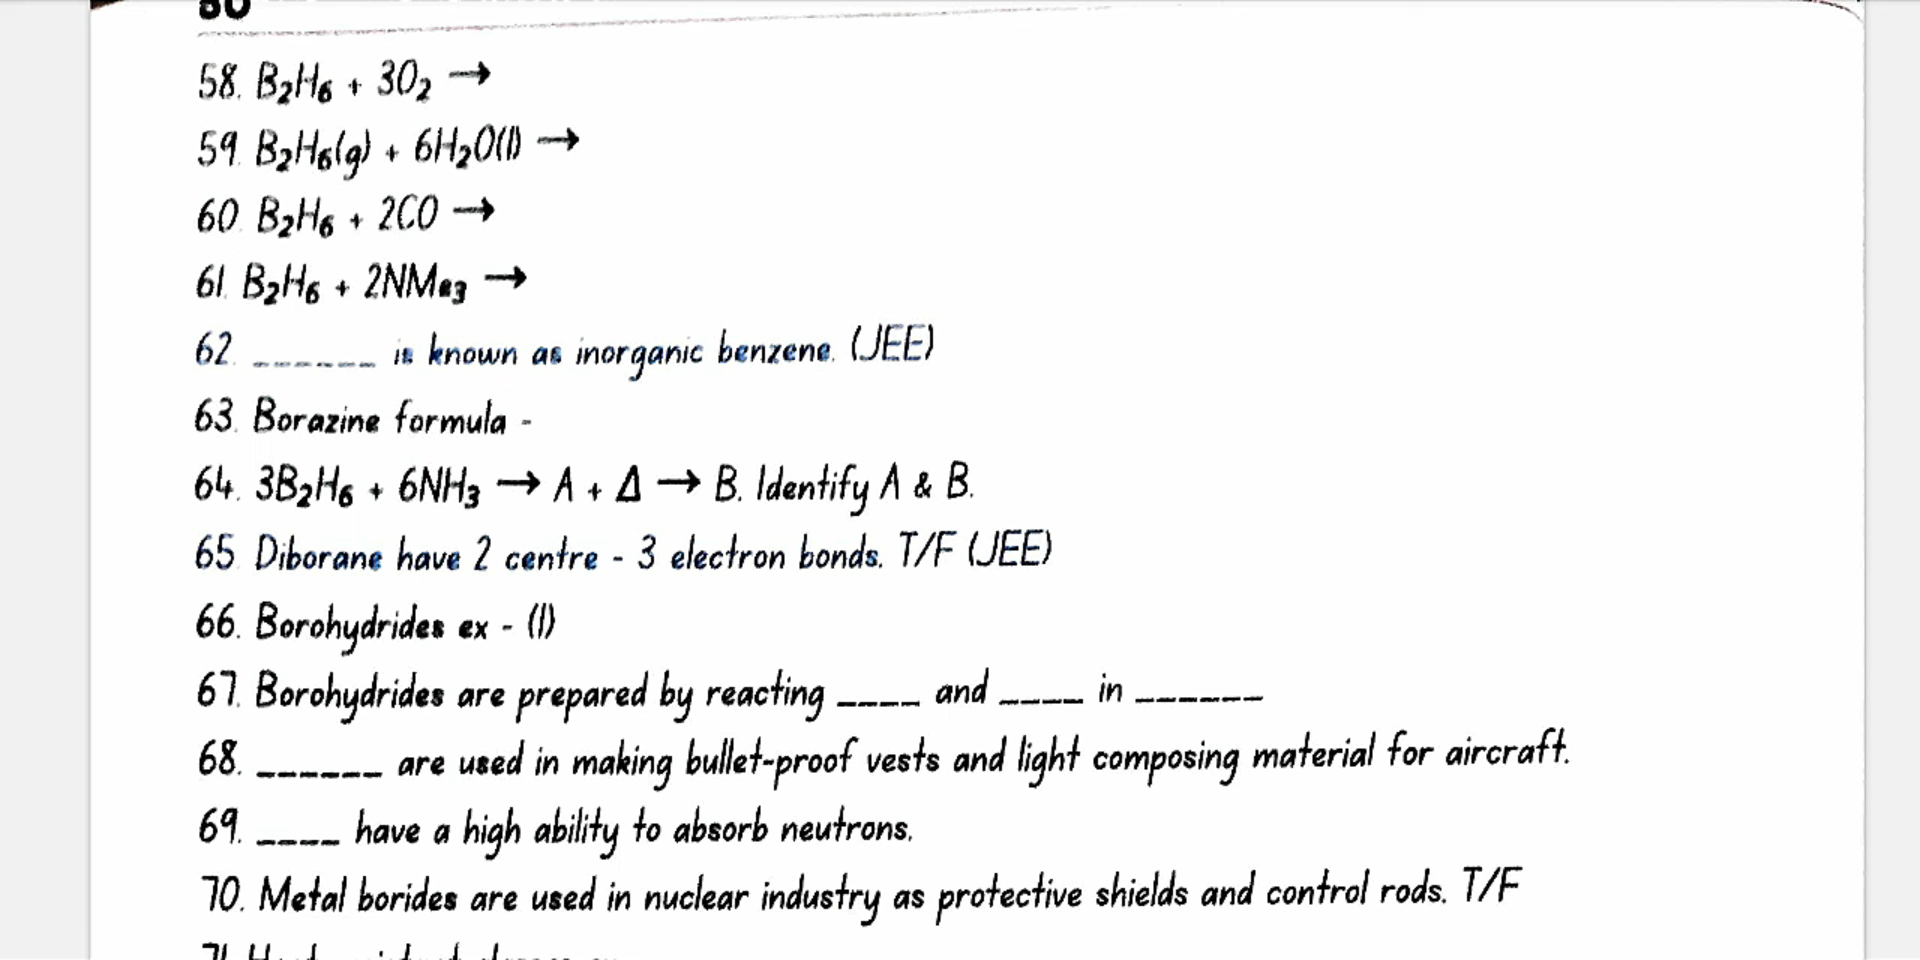 80
58. B₂H₆ + 3O₂ →
59. B₂H₆(g) + 6H₂O(l) →
60. B₂H₆ + 2CO →
61. B₂H₆ + 2NMe₃ →
62. ______ is known as inorganic benzene. (JEE)
63. Borazine formula -
64. 3B₂H₆ + 6NH₃ → A + Δ → B. Identify A & B.
65. Diborane have 2 centre - 3 electron bonds. T/F (JEE)
66. Borohydrides ex - (1)
67. Borohydrides are prepared by reacting ____ and ____ in ______
68. ______ are used in making bullet-proof vests and light composing material for aircraft.
69. ____ have a high ability to absorb neutrons.
70. Metal borides are used in nuclear industry as protective shields and control rods. T/F
71.